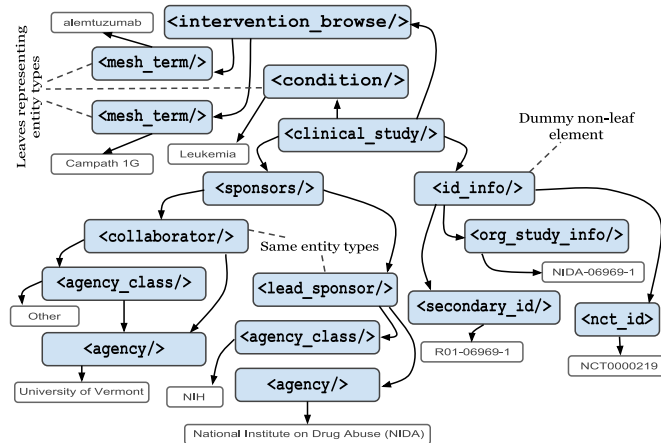 alemtuzumab
<intervention_browse/>
<mesh_term/>
Leaves representing
entity types
<condition/>
<mesh_term/>
Dummy non-leaf
element
<clinical_study/>
Campath 1G
Leukemia
<sponsors/>
<id_info/>
<collaborator/>
Same entity types
<org_study_info/>
<agency_class/>
<lead_sponsor/>
NIDA-06969-1
Other
<secondary_id/>
<nct_id>
<agency_class/>
<agency/>
R01-06969-1
NCT0000219
University of Vermont
NIH
<agency/>
National Institute on Drug Abuse (NIDA)